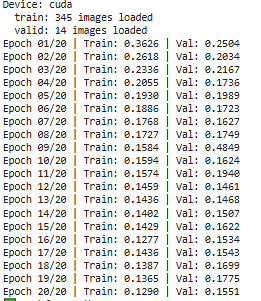 Device: cuda
train: 345 images loaded
valid: 14 images loaded
Epoch 01/20 | Train: 0.3626 | Val: 0.2504
Epoch 02/20 | Train: 0.2618 | Val: 0.2034
Epoch 03/20 | Train: 0.2336 | Val: 0.2167
Epoch 04/20 | Train: 0.2055 | Val: 0.1736
Epoch 05/20 | Train: 0.1930 | Val: 0.1989
Epoch 06/20 | Train: 0.1886 | Val: 0.1723
Epoch 07/20 | Train: 0.1768 | Val: 0.1627
Epoch 08/20 | Train: 0.1727 | Val: 0.1749
Epoch 09/20 | Train: 0.1584 | Val: 0.4849
Epoch 10/20 | Train: 0.1594 | Val: 0.1624
Epoch 11/20 | Train: 0.1574 | Val: 0.1940
Epoch 12/20 | Train: 0.1459 | Val: 0.1461
Epoch 13/20 | Train: 0.1436 | Val: 0.1468
Epoch 14/20 | Train: 0.1402 | Val: 0.1507
Epoch 15/20 | Train: 0.1429 | Val: 0.1622
Epoch 16/20 | Train: 0.1277 | Val: 0.1534
Epoch 17/20 | Train: 0.1436 | Val: 0.1543
Epoch 18/20 | Train: 0.1387 | Val: 0.1699
Epoch 19/20 | Train: 0.1365 | Val: 0.1775
Epoch 20/20 | Train: 0.1290 | Val: 0.1551